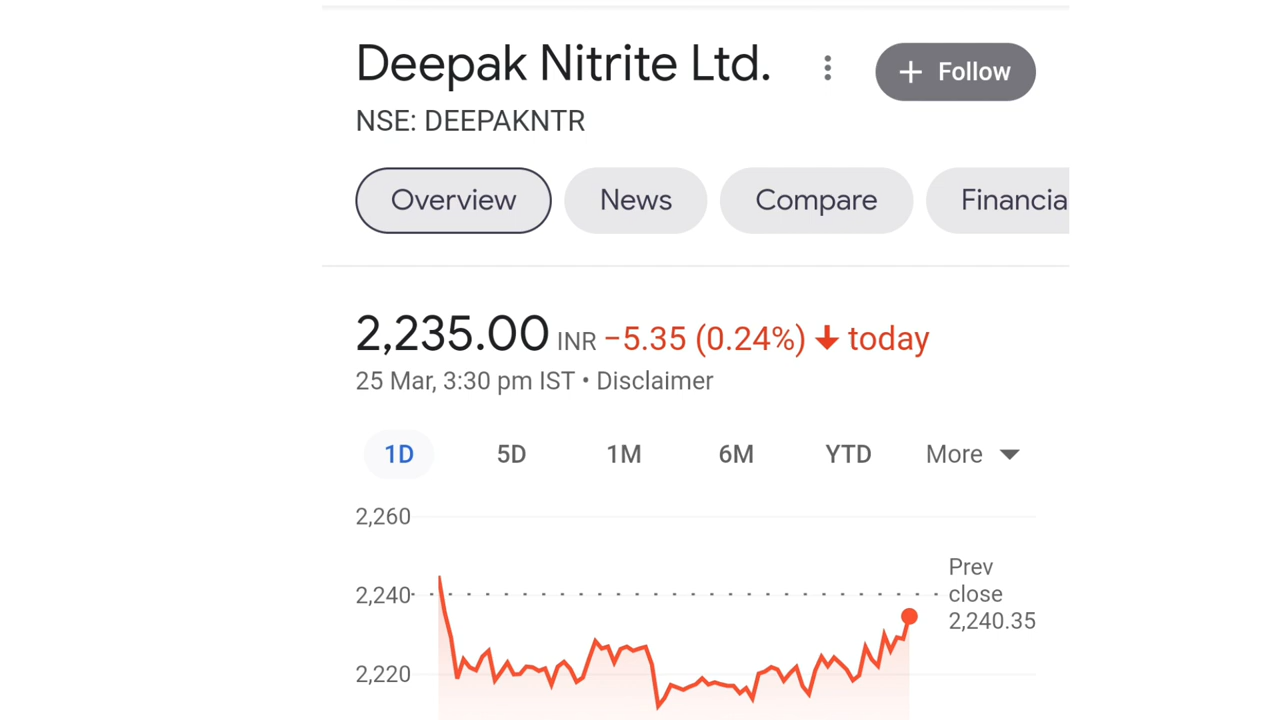 Deepak Nitrite Ltd.
+ Follow
NSE: DEEPAKNTR
Overview
News
Compare
Financia
2,235.00 INR −5.35 (0.24%) ↓ today
25 Mar, 3:30 pm IST • Disclaimer
1D
5D
1M
6M
YTD
More
2,260
2,240
2,220
Prev
close
2,240.35